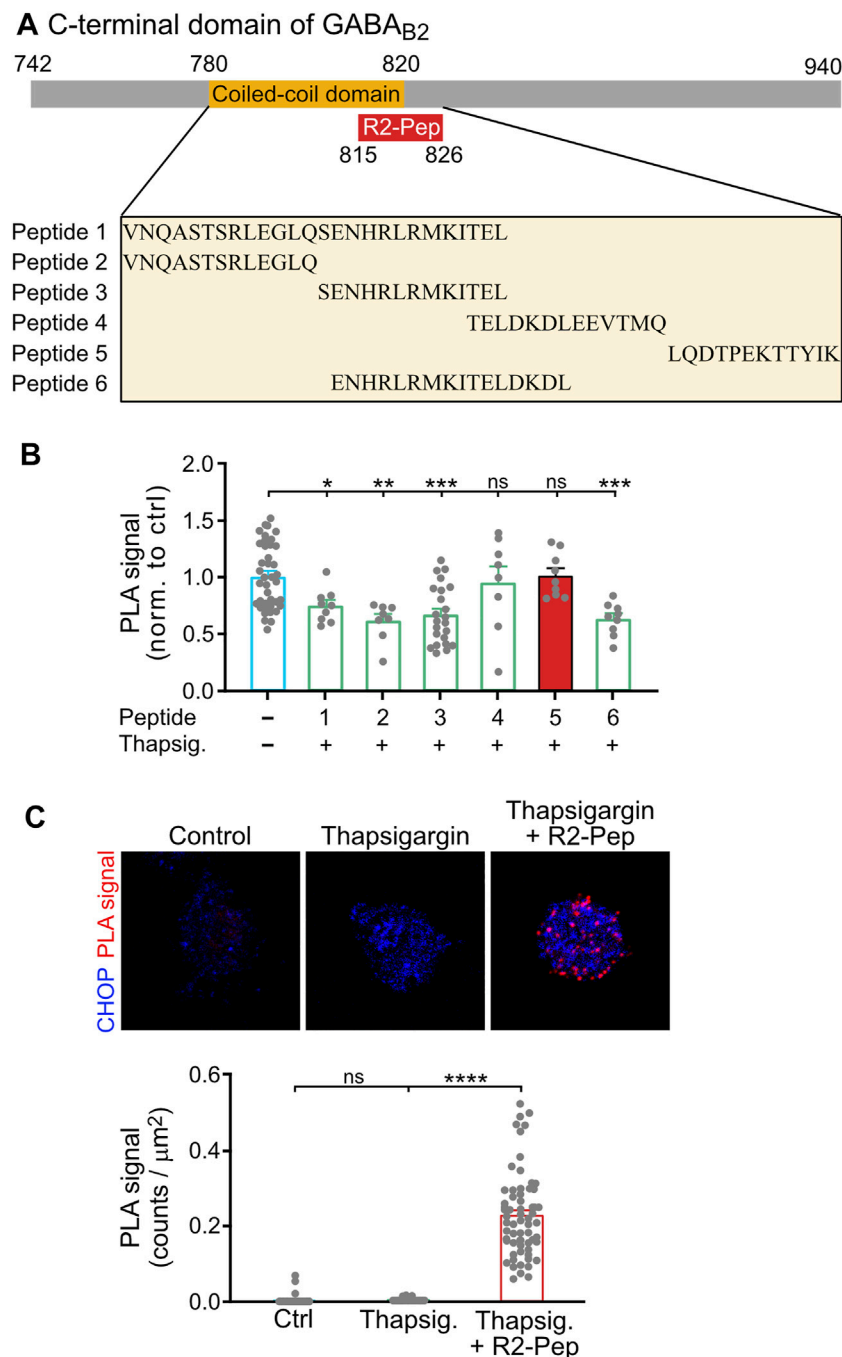 A C-terminal domain of GABAB2
742 780 820 940
Coiled-coil domain
R2-Pep
815 826
Peptide 1 VNQASTSRLEGLQSENHRLRMKITEL
Peptide 2 VNQASTSRLEGLQ
Peptide 3 SENHRLRMKITEL
Peptide 4 TELDKDLEEVTMQ
Peptide 5 LQDTPEKTTYIK
Peptide 6 ENHRLRMKITELDKDL
B
PLA signal
(norm. to ctrl)
2.0
1.5
1.0
0.5
0.0
* ** *** ns ns ***
Peptide – 1 2 3 4 5 6
Thapsig. – + + + + + +
C
Control Thapsigargin Thapsigargin
+ R2-Pep
CHOP PLA signal
PLA signal
(counts / μm2)
0.6
0.4
0.2
0.0
ns ****
Ctrl Thapsig. Thapsig.
+ R2-Pep